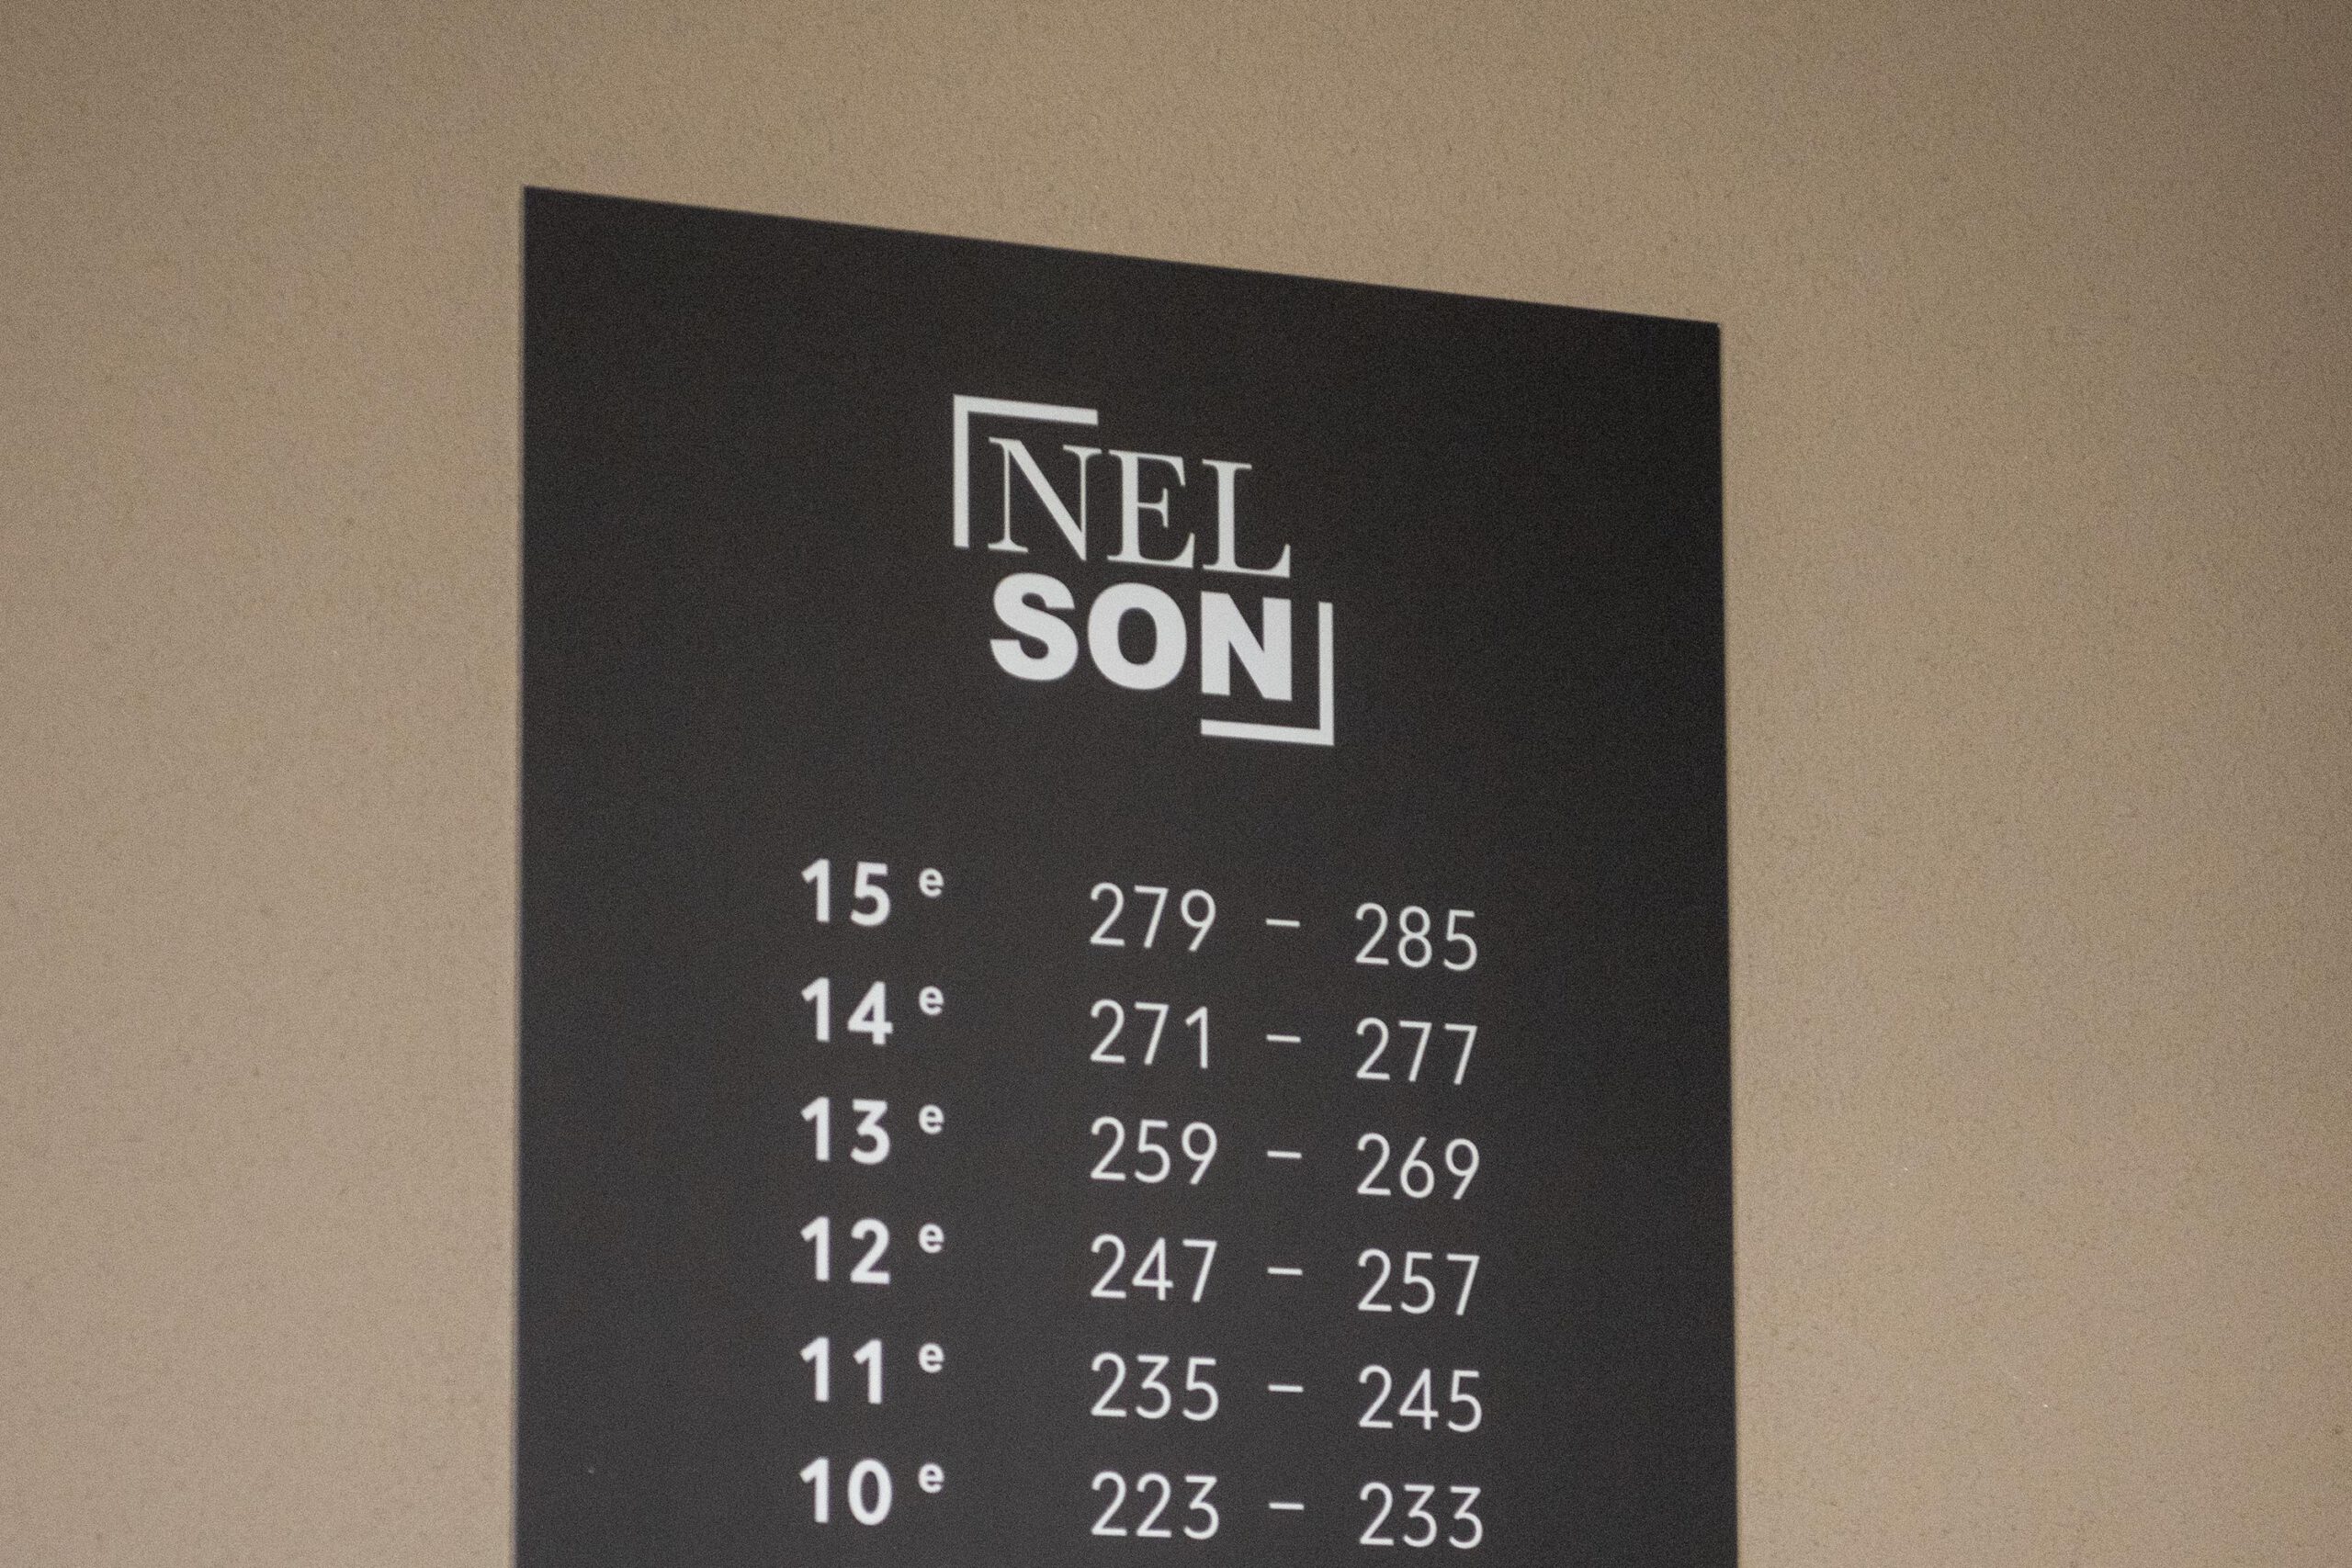 NEL
SON
15e 279 – 285
14e 271 – 277
13e 259 – 269
12e 247 – 257
11e 235 – 245
10e 223 – 233